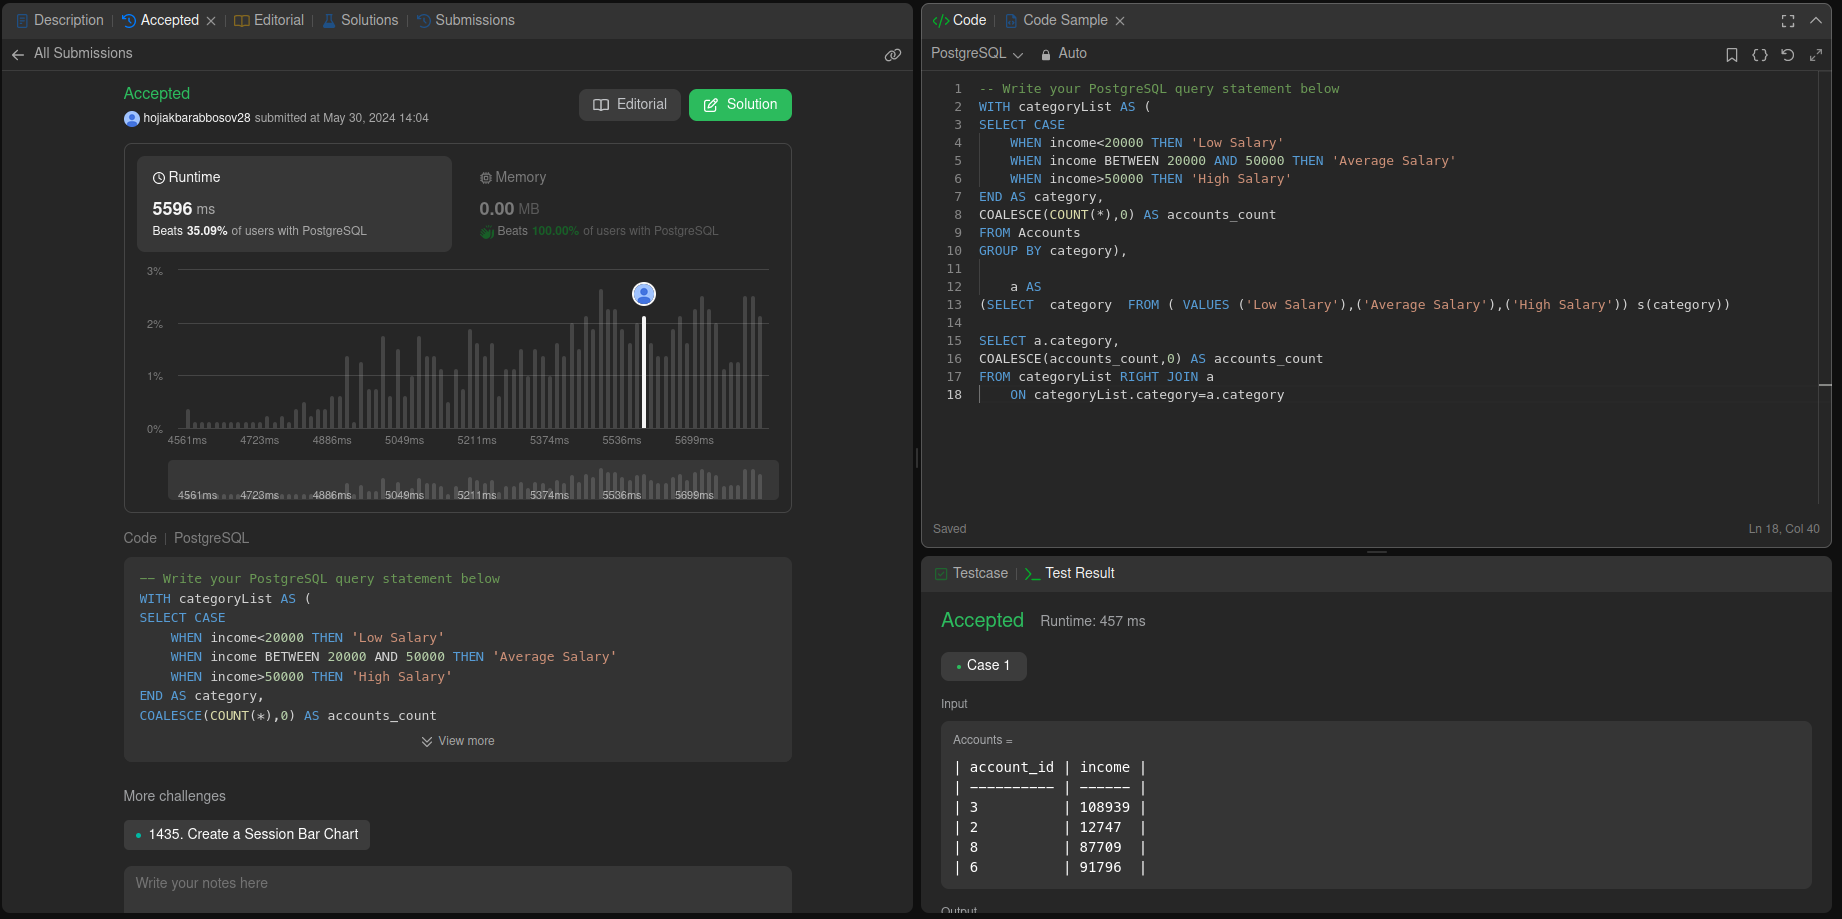 Description | Accepted × | Editorial | Solutions | Submissions
← All Submissions
Accepted
hojiakbarabbosov28 submitted at May 30, 2024 14:04
Editorial
Solution
Runtime
5596 ms
Beats 35.09% of users with PostgreSQL
Memory
0.00 MB
Beats 100.00% of users with PostgreSQL
3%
2%
1%
0%
4561ms 4723ms 4886ms 5049ms 5211ms 5374ms 5536ms 5699ms
4561ms 4723ms 4886ms 5049ms 5211ms 5374ms 5536ms 5699ms
Code | PostgreSQL
-- Write your PostgreSQL query statement below
WITH categoryList AS (
SELECT CASE
    WHEN income<20000 THEN 'Low Salary'
    WHEN income BETWEEN 20000 AND 50000 THEN 'Average Salary'
    WHEN income>50000 THEN 'High Salary'
END AS category,
COALESCE(COUNT(*),0) AS accounts_count
View more
More challenges
1435. Create a Session Bar Chart
Write your notes here
</> Code | Code Sample ×
PostgreSQL Auto
1 -- Write your PostgreSQL query statement below
2 WITH categoryList AS (
3 SELECT CASE
4     WHEN income<20000 THEN 'Low Salary'
5     WHEN income BETWEEN 20000 AND 50000 THEN 'Average Salary'
6     WHEN income>50000 THEN 'High Salary'
7 END AS category,
8 COALESCE(COUNT(*),0) AS accounts_count
9 FROM Accounts
10 GROUP BY category),
11
12     a AS
13 (SELECT  category  FROM ( VALUES ('Low Salary'),('Average Salary'),('High Salary')) s(category))
14
15 SELECT a.category,
16 COALESCE(accounts_count,0) AS accounts_count
17 FROM categoryList RIGHT JOIN a
18     ON categoryList.category=a.category
Saved
Ln 18, Col 40
Testcase | >_ Test Result
Accepted Runtime: 457 ms
Case 1
Input
Accounts =
| account_id | income |
| ---------- | ------ |
| 3          | 108939 |
| 2          | 12747  |
| 8          | 87709  |
| 6          | 91796  |
Output